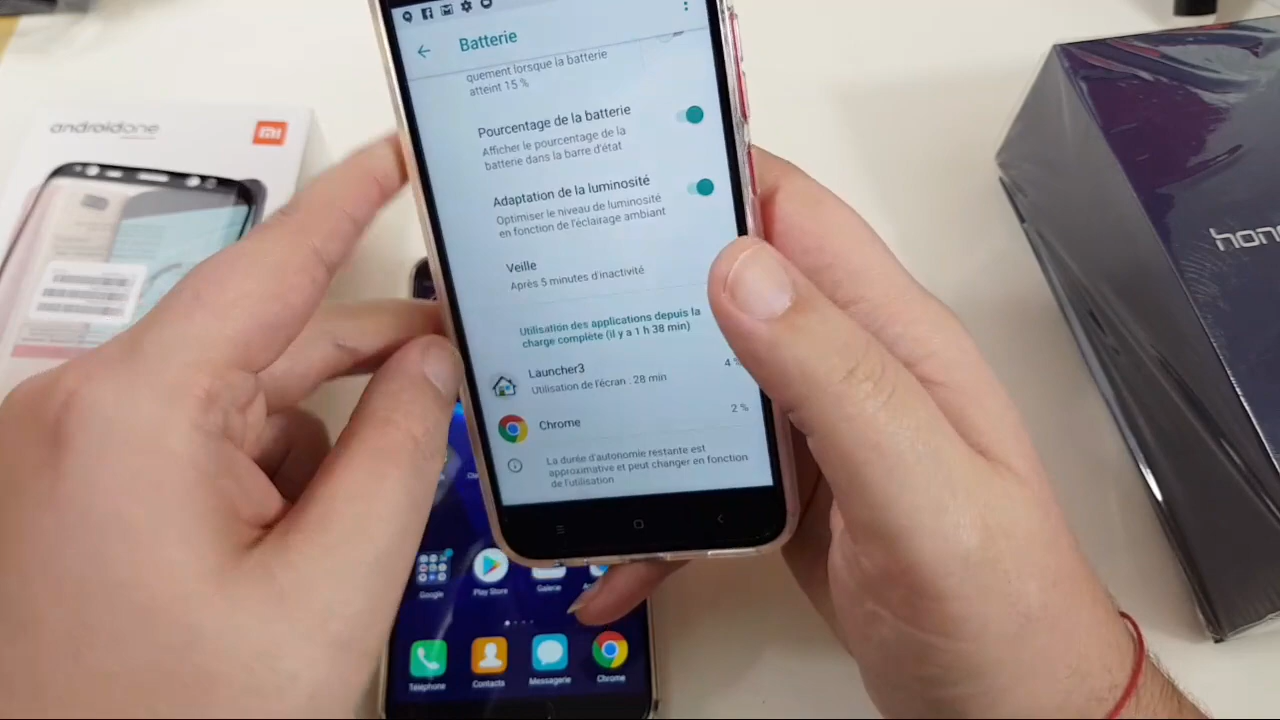 Batterie
quement lorsque la batterie
atteint 15 %
Pourcentage de la batterie
Afficher le pourcentage de la
batterie dans la barre d'état
Adaptation de la luminosité
Optimiser le niveau de luminosité
en fonction de l'éclairage ambiant
Veille
Après 5 minutes d'inactivité
Utilisation des applications depuis la
charge complète (il y a 1 h 38 min)
Launcher3
4 %
Utilisation de l'écran : 28 min
Chrome
2 %
La durée d'autonomie restante est
approximative et peut changer en fonction
de l'utilisation
androidone
mi
hono
Google
Play Store
Galerie
Téléphone
Contacts
Messagerie
Chrome